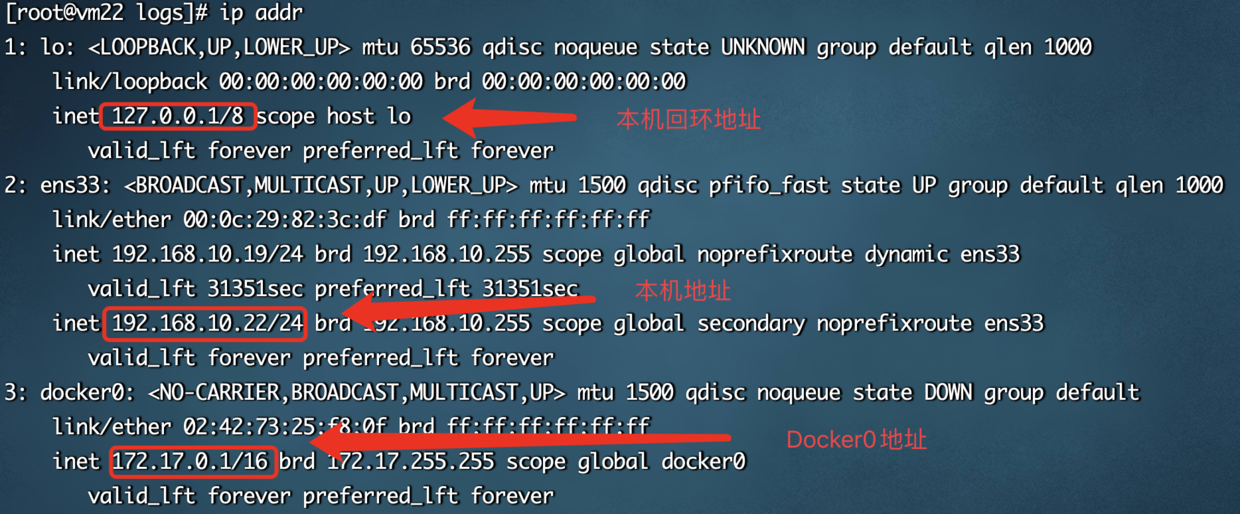 [root@vm22 logs]# ip addr
1: lo: <LOOPBACK,UP,LOWER_UP> mtu 65536 qdisc noqueue state UNKNOWN group default qlen 1000
link/loopback 00:00:00:00:00:00 brd 00:00:00:00:00:00
inet 127.0.0.1/8 scope host lo 本机回环地址
valid_lft forever preferred_lft forever
2: ens33: <BROADCAST,MULTICAST,UP,LOWER_UP> mtu 1500 qdisc pfifo_fast state UP group default qlen 1000
link/ether 00:0c:29:82:3c:df brd ff:ff:ff:ff:ff:ff
inet 192.168.10.19/24 brd 192.168.10.255 scope global noprefixroute dynamic ens33
valid_lft 31351sec preferred_lft 31351sec 本机地址
inet 192.168.10.22/24 brd 192.168.10.255 scope global secondary noprefixroute ens33
valid_lft forever preferred_lft forever
3: docker0: <NO-CARRIER,BROADCAST,MULTICAST,UP> mtu 1500 qdisc noqueue state DOWN group default
link/ether 02:42:73:25:f8:0f brd ff:ff:ff:ff:ff:ff
Docker0地址
inet 172.17.0.1/16 brd 172.17.255.255 scope global docker0
valid_lft forever preferred_lft forever